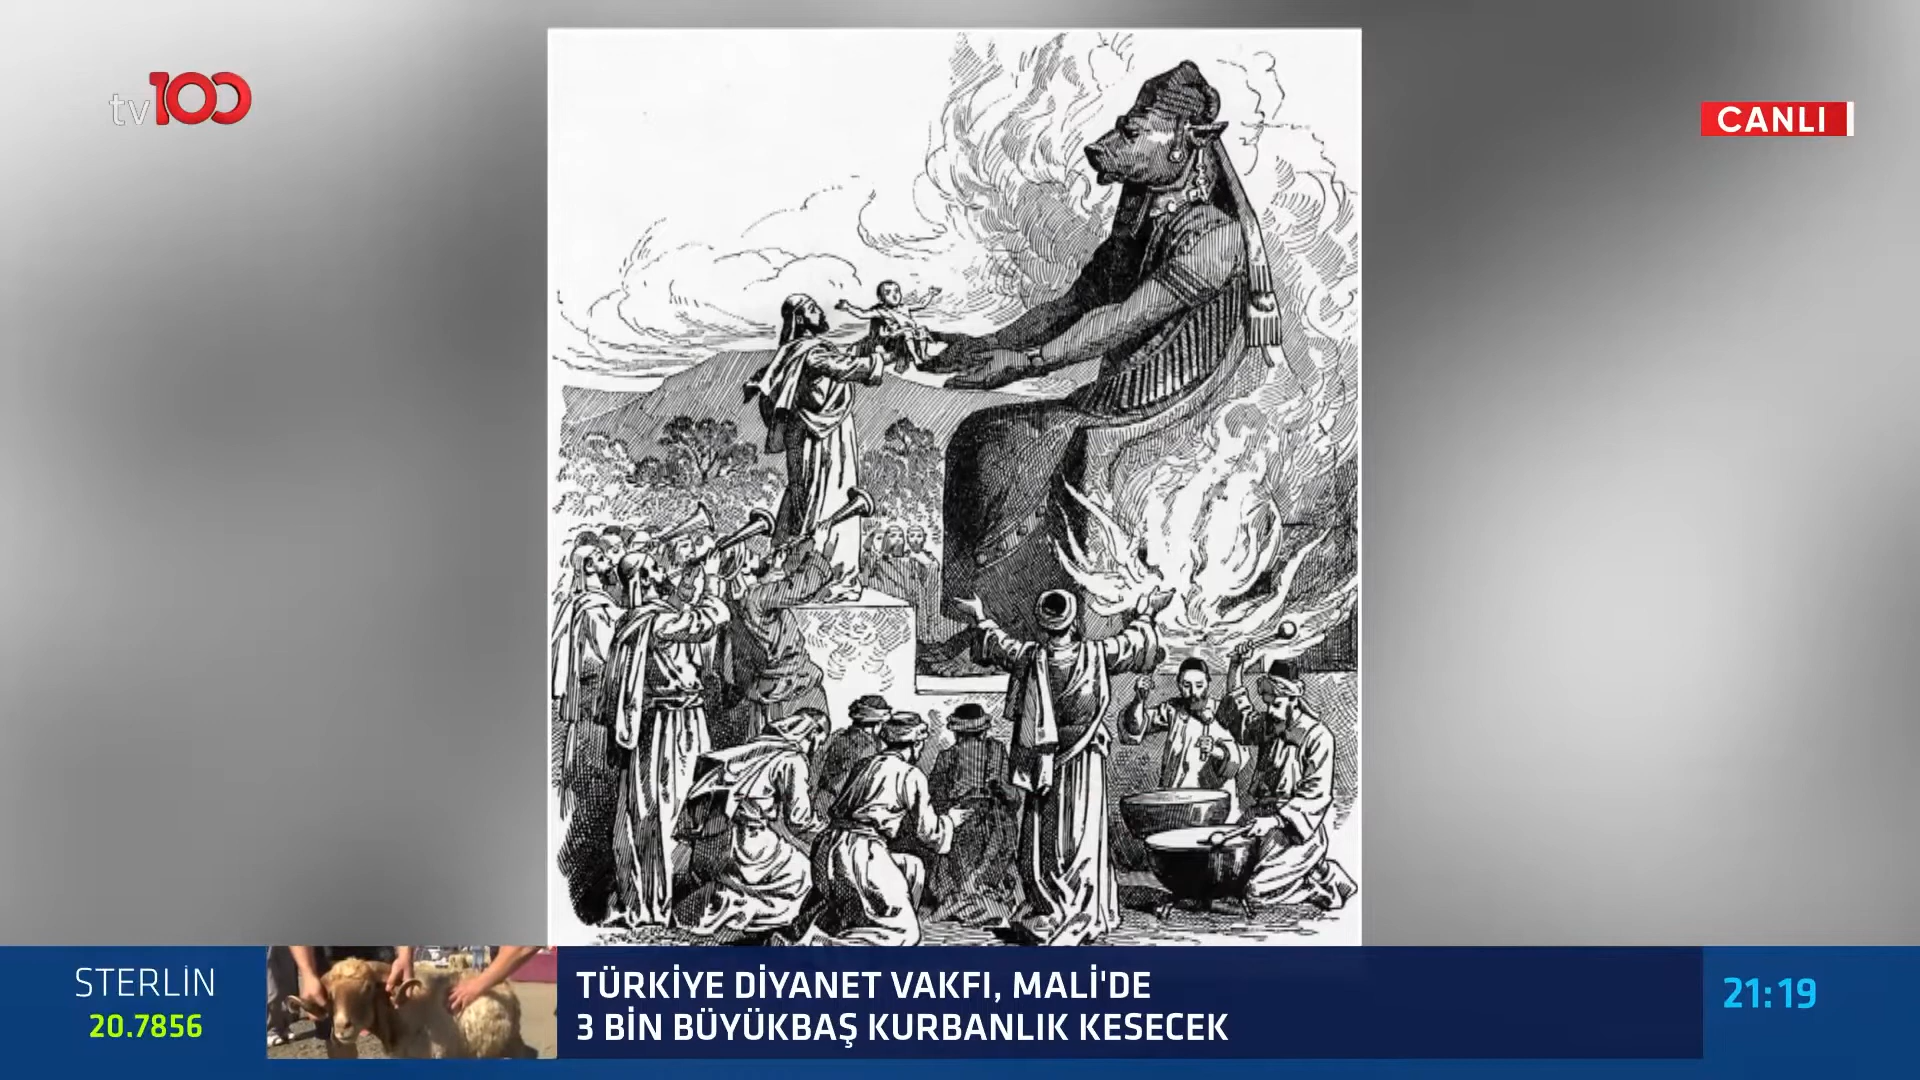 tv100
CANLI
STERLİN
20.7856
TÜRKİYE DİYANET VAKFI, MALİ'DE
3 BİN BÜYÜKBAŞ KURBANLIK KESECEK
21:19